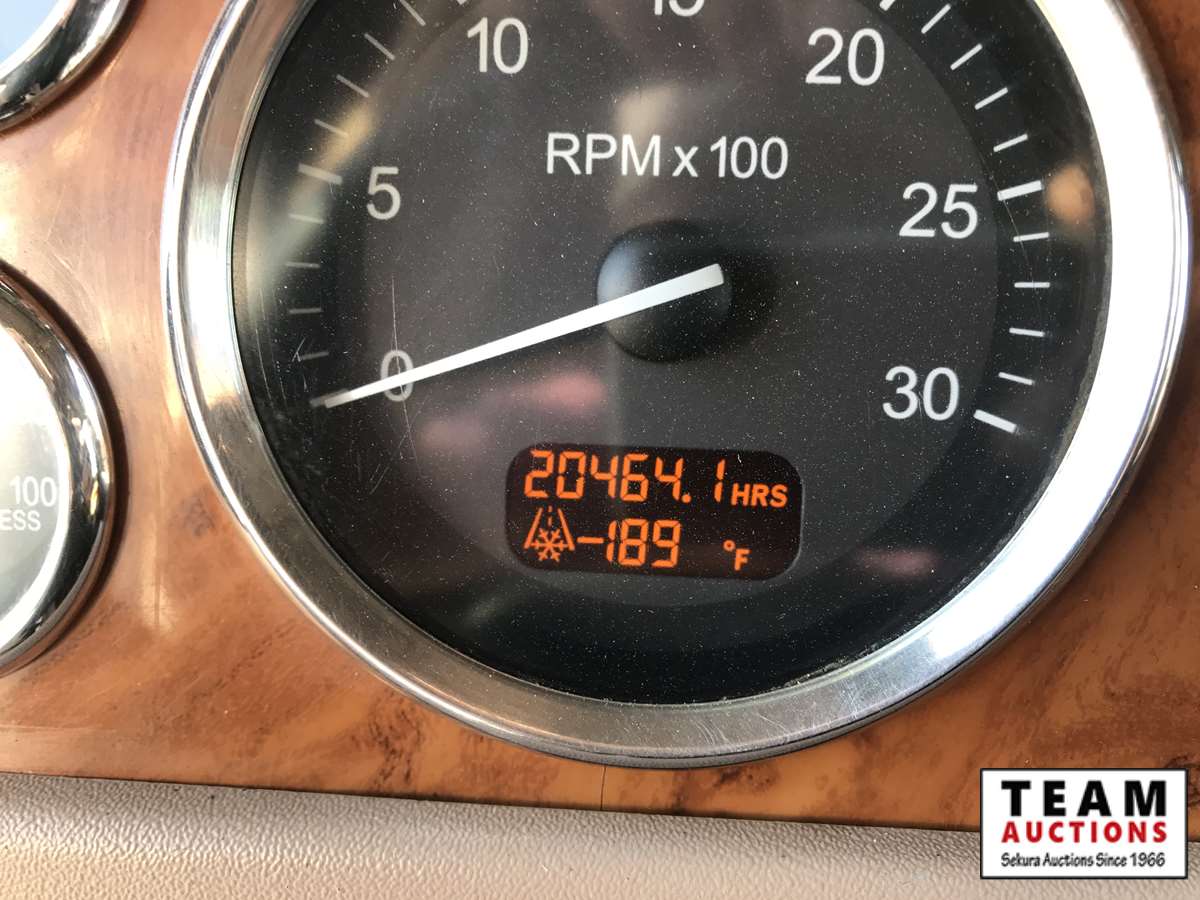 15
10
20
RPM x 100
5
25
0
30
20464.1 HRS
-189 °F
100
ESS
TEAM
AUCTIONS
Sekura Auctions Since 1966